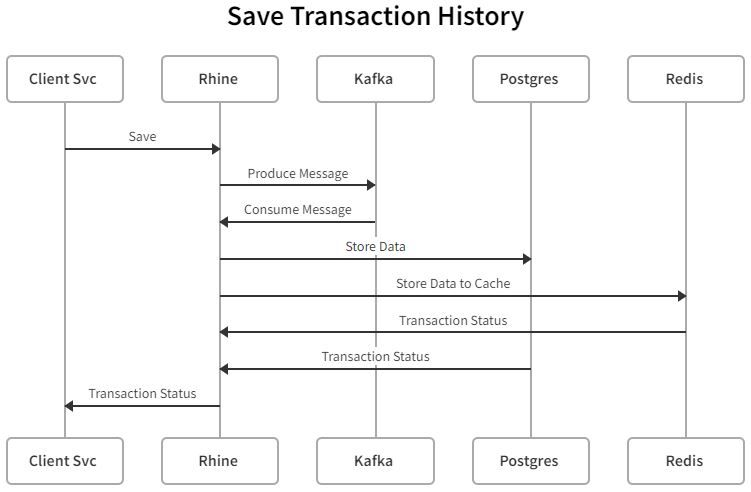 Save Transaction History
Client Svc Rhine Kafka Postgres Redis
Save
Produce Message
Consume Message
Store Data
Store Data to Cache
Transaction Status
Transaction Status
Transaction Status
Client Svc Rhine Kafka Postgres Redis